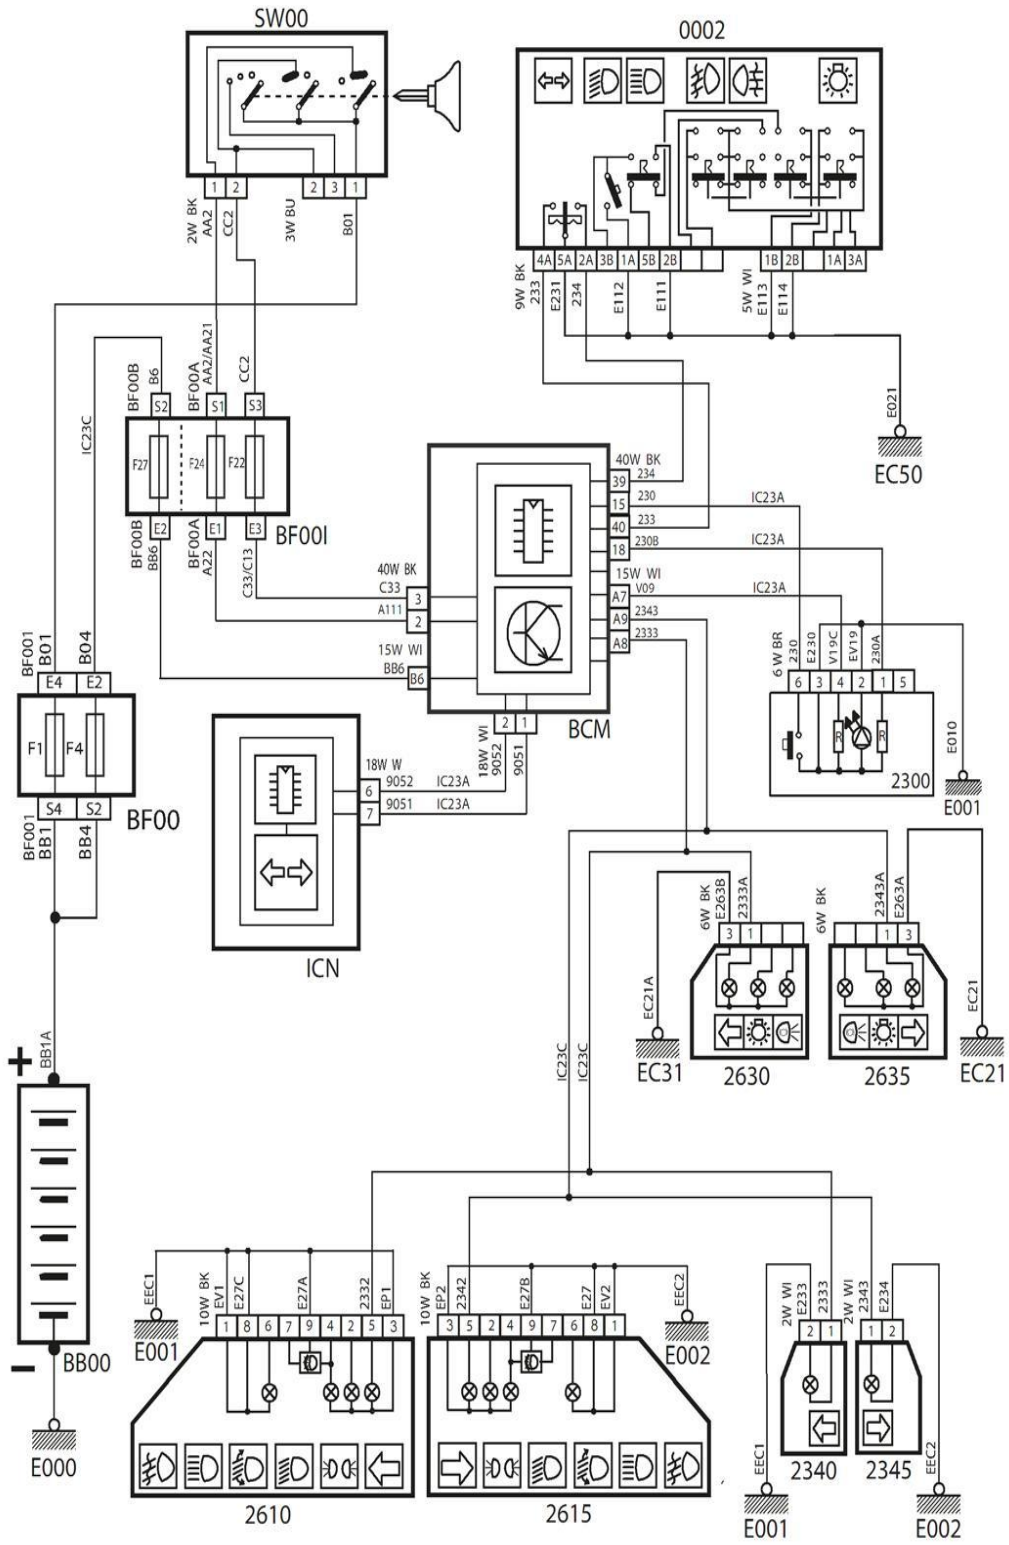 SW00
1 2
2 3 1
2W BK
AA2
CC2
3W BU
B01
0002
4A 5A 2A 3B 1A 5B 2B
1B 2B 1A 3A
9W BK
233
E231
234
E112
E111
5W WI
E113
E114
E021
EC50
BF00B
B6
BF00A
AA2/AA21
CC2
S2 S1 S3
IC23C
F27 F24 F22
E2 E1 E3
BF00I
BF00B
BB6
BF00A
A22
C33/C13
40W BK
C33
3
A111
2
15W WI
BB6
B6
40W BK
39 234
15 230 IC23A
40 233
18 230B IC23A
15W WI
A7 V09 IC23A
A9 2343
A8 2333
BCM
2 1
18W WI
9052
9051
BF001
B01
B04
E4 E2
F1 F4
S4 S2
BF00
BF001
BB1
BB4
18W W
6 9052 IC23A
7 9051 IC23A
ICN
6 W BR
230
E230
V19C
EV19
230A
6 3 4 2 1 5
R R
2300
E010
E001
6W BK
E263B
2333A
3 1
EC21A
EC31
2630
6W BK
2343A
E263A
1 3
2635
EC21
EC21
IC23C
IC23C
+
BB1A
−
BB00
E000
EEC1
E001
10W BK
EV1
E27C
E27A
2332
EP1
1 8 6 7 9 4 2 5 3
2610
10W BK
EP2
2342
E27B
E27
EV2
3 5 2 4 9 7 6 8 1
EEC2
E002
2615
2W WI
E233
2333
2 1
2340
EEC1
E001
2W WI
2343
E234
1 2
2345
EEC2
E002